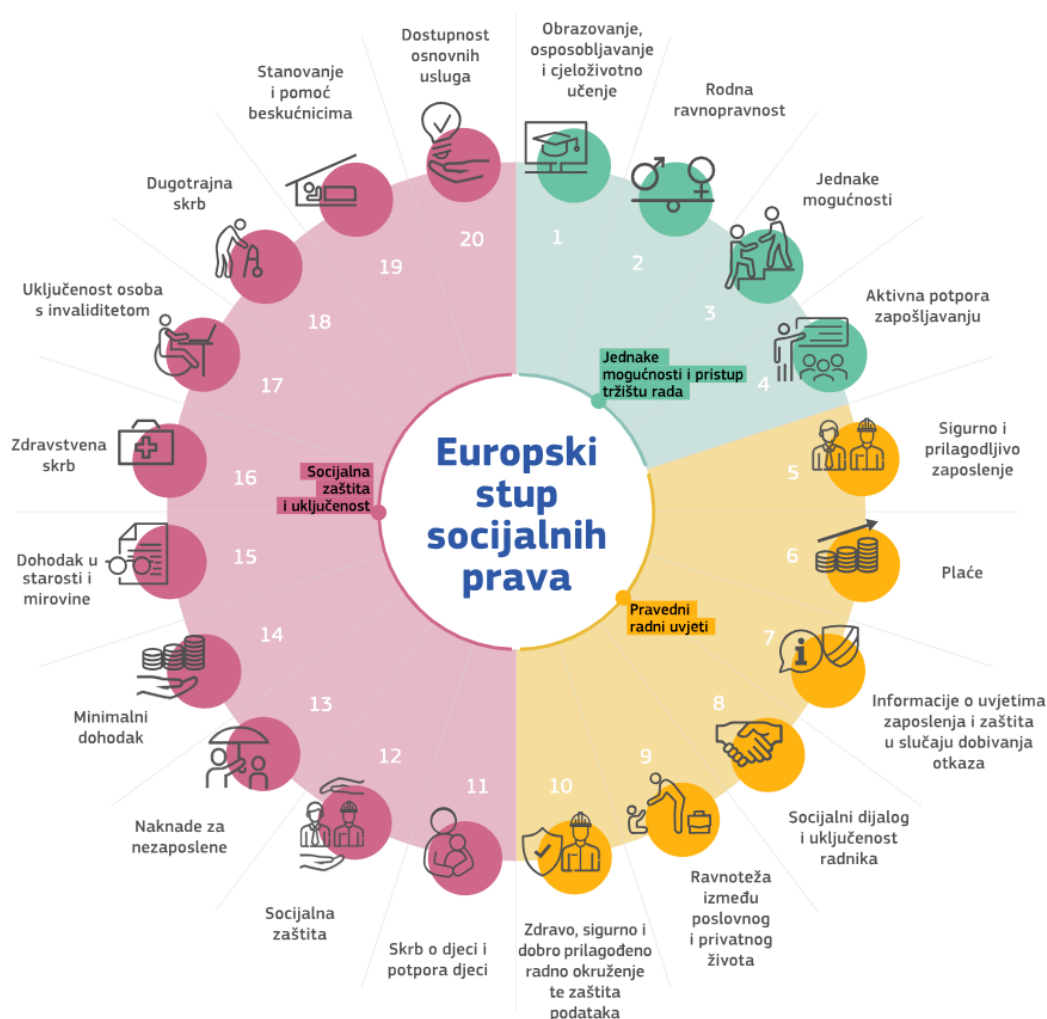 Europski
stup
socijalnih
prava
Jednake
mogućnosti i pristup
tržištu rada
1
Obrazovanje,
osposobljavanje
i cjeloživotno
učenje
2
Rodna
ravnopravnost
3
Jednake
mogućnosti
4
Aktivna potpora
zapošljavanju
Pravedni
radni uvjeti
5
Sigurno i
prilagodljivo
zaposlenje
6
Plaće
7
Informacije o uvjetima
zaposlenja i zaštita
u slučaju dobivanja
otkaza
8
Socijalni dijalog
i uključenost
radnika
9
Ravnoteža
između
poslovnog
i privatnog
života
10
Zdravo, sigurno i
dobro prilagođeno
radno okruženje
te zaštita
podataka
Socijalna
zaštita
i uključenost
11
Skrb o djeci i
potpora djeci
12
Socijalna
zaštita
13
Naknade za
nezaposlene
14
Minimalni
dohodak
15
Dohodak u
starosti i
mirovine
16
Zdravstvena
skrb
17
Uključenost osoba
s invaliditetom
18
Dugotrajna
skrb
19
Stanovanje
i pomoć
beskućnicima
20
Dostupnost
osnovnih
usluga